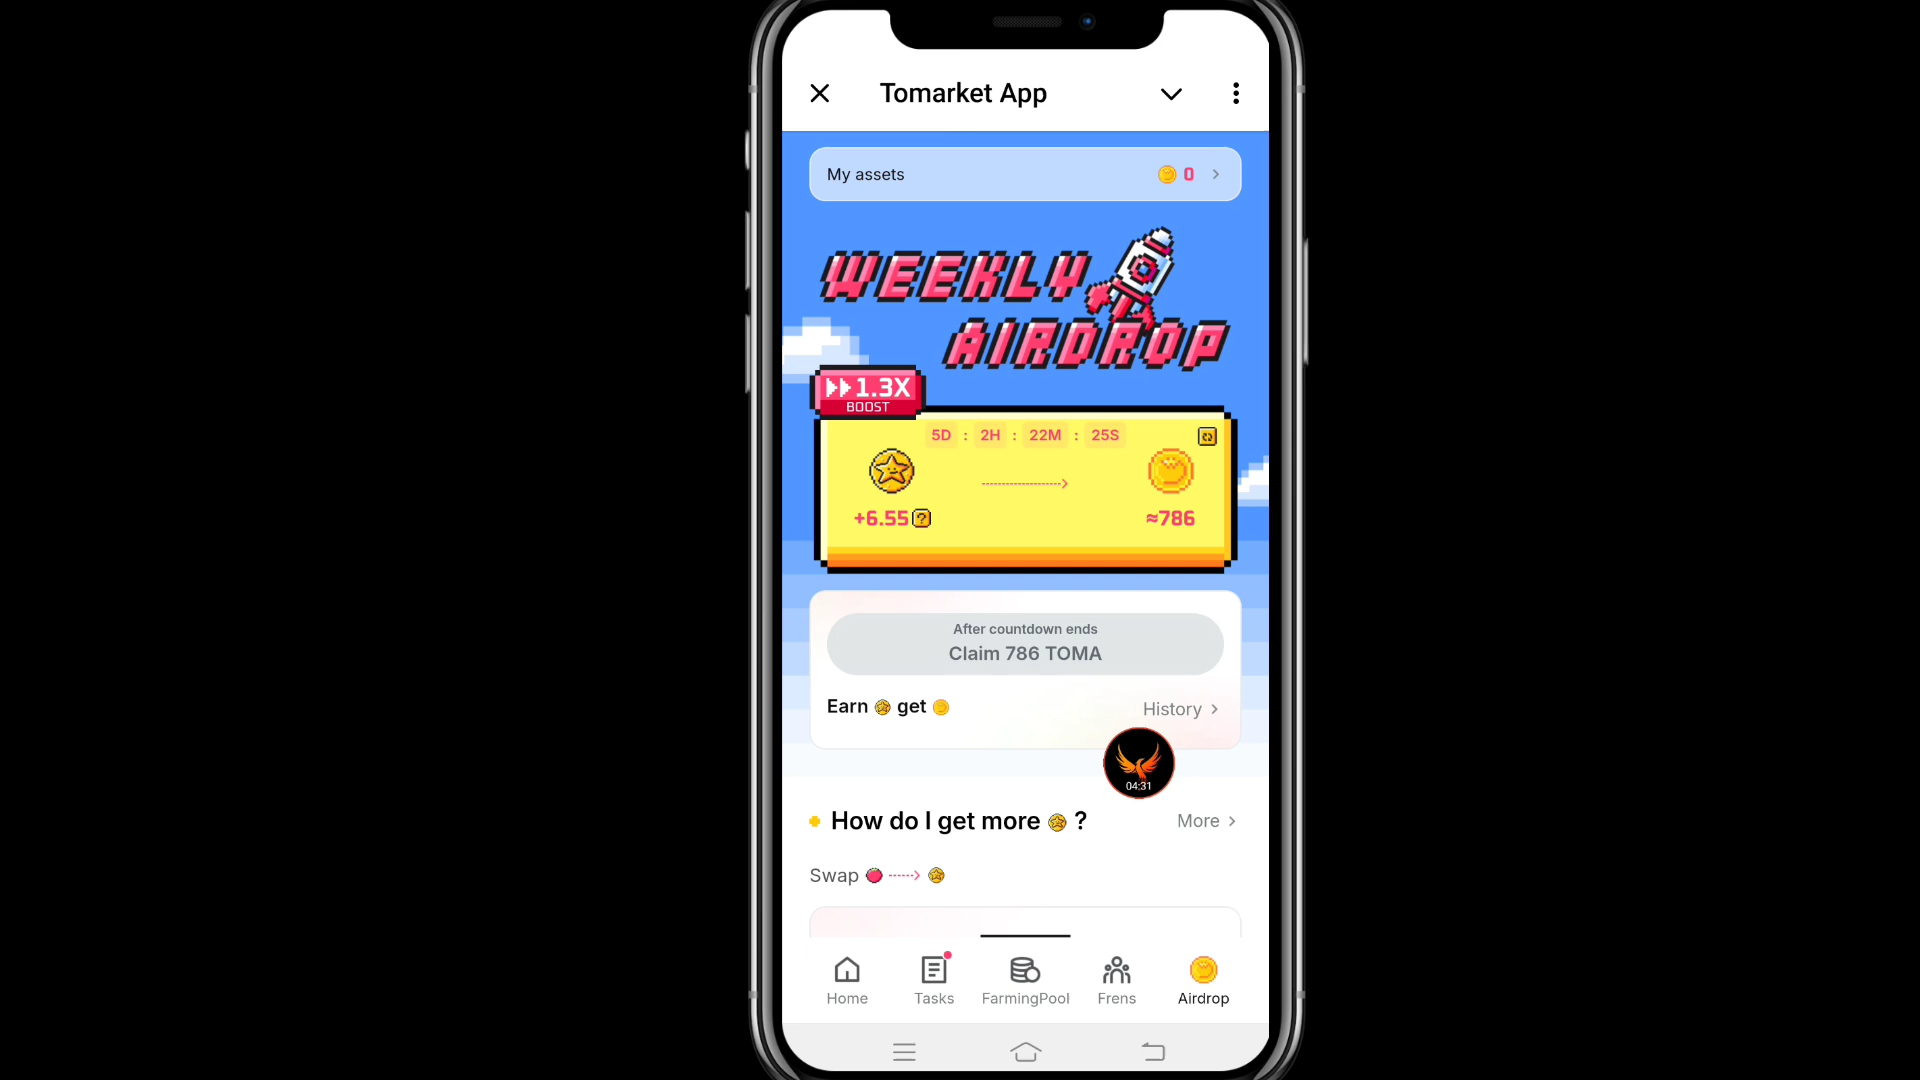 Tomarket App
My assets
0
WEEKLY
AIRDROP
1.3X
BOOST
5D : 2H : 22M : 25S
+6.55 ?
≈786
After countdown ends
Claim 786 TOMA
Earn get
History
04:31
How do I get more ?
More
Swap
Home
Tasks
FarmingPool
Frens
Airdrop